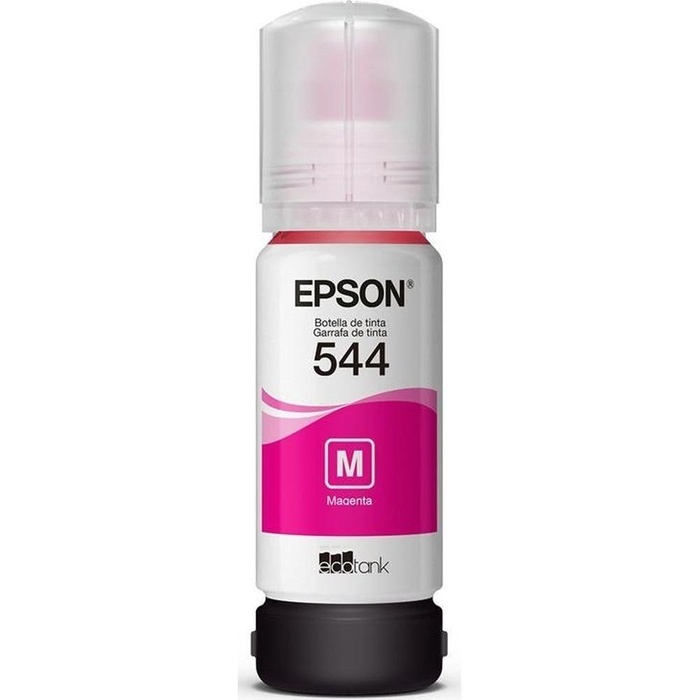 EPSON®
Botella de tinta
Garrafa de tinta
544
M
Magenta
ecotank